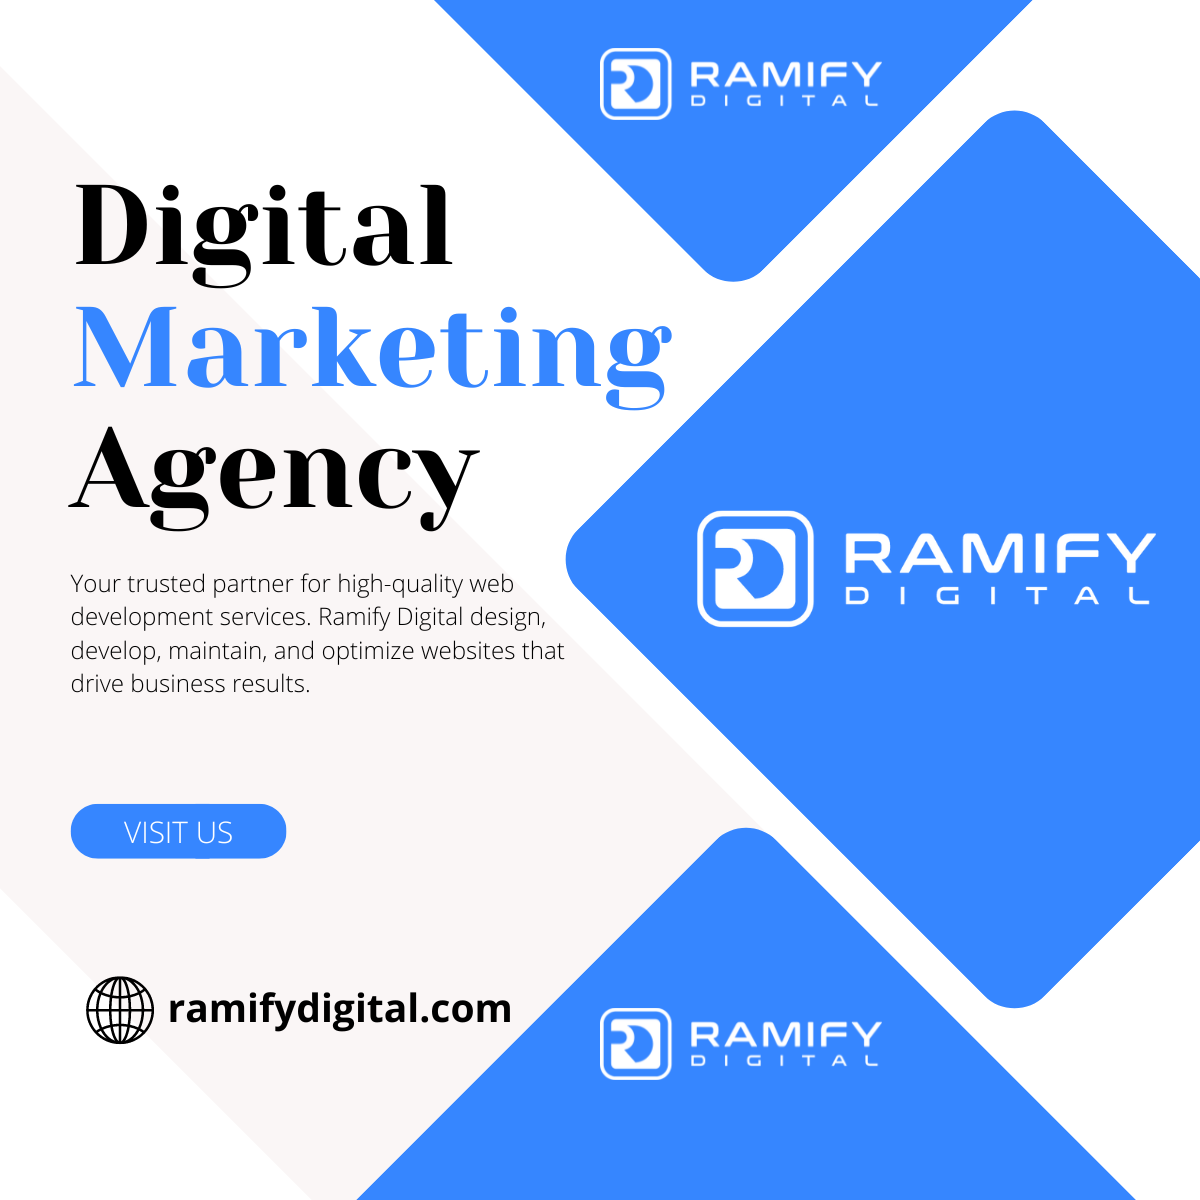 RAMIFY
DIGITAL
Digital
Marketing
Agency
RAMIFY
DIGITAL
Your trusted partner for high-quality web
development services. Ramify Digital design,
develop, maintain, and optimize websites that
drive business results.
VISIT US
ramifydigital.com
RAMIFY
DIGITAL